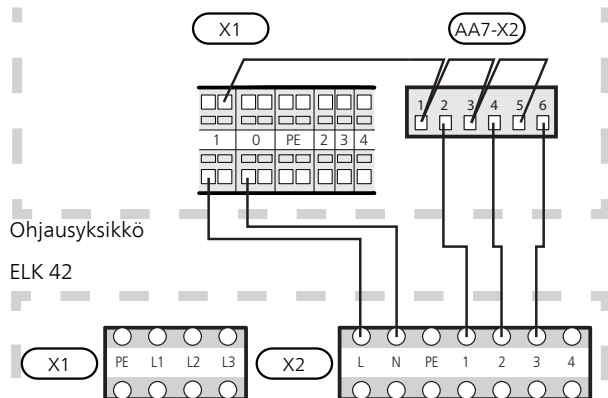 X1 AA7-X2
1 2 3 4 5 6
1 0 PE 2 3 4
Ohjausyksikkö
ELK 42
X1 PE L1 L2 L3 X2 L N PE 1 2 3 4